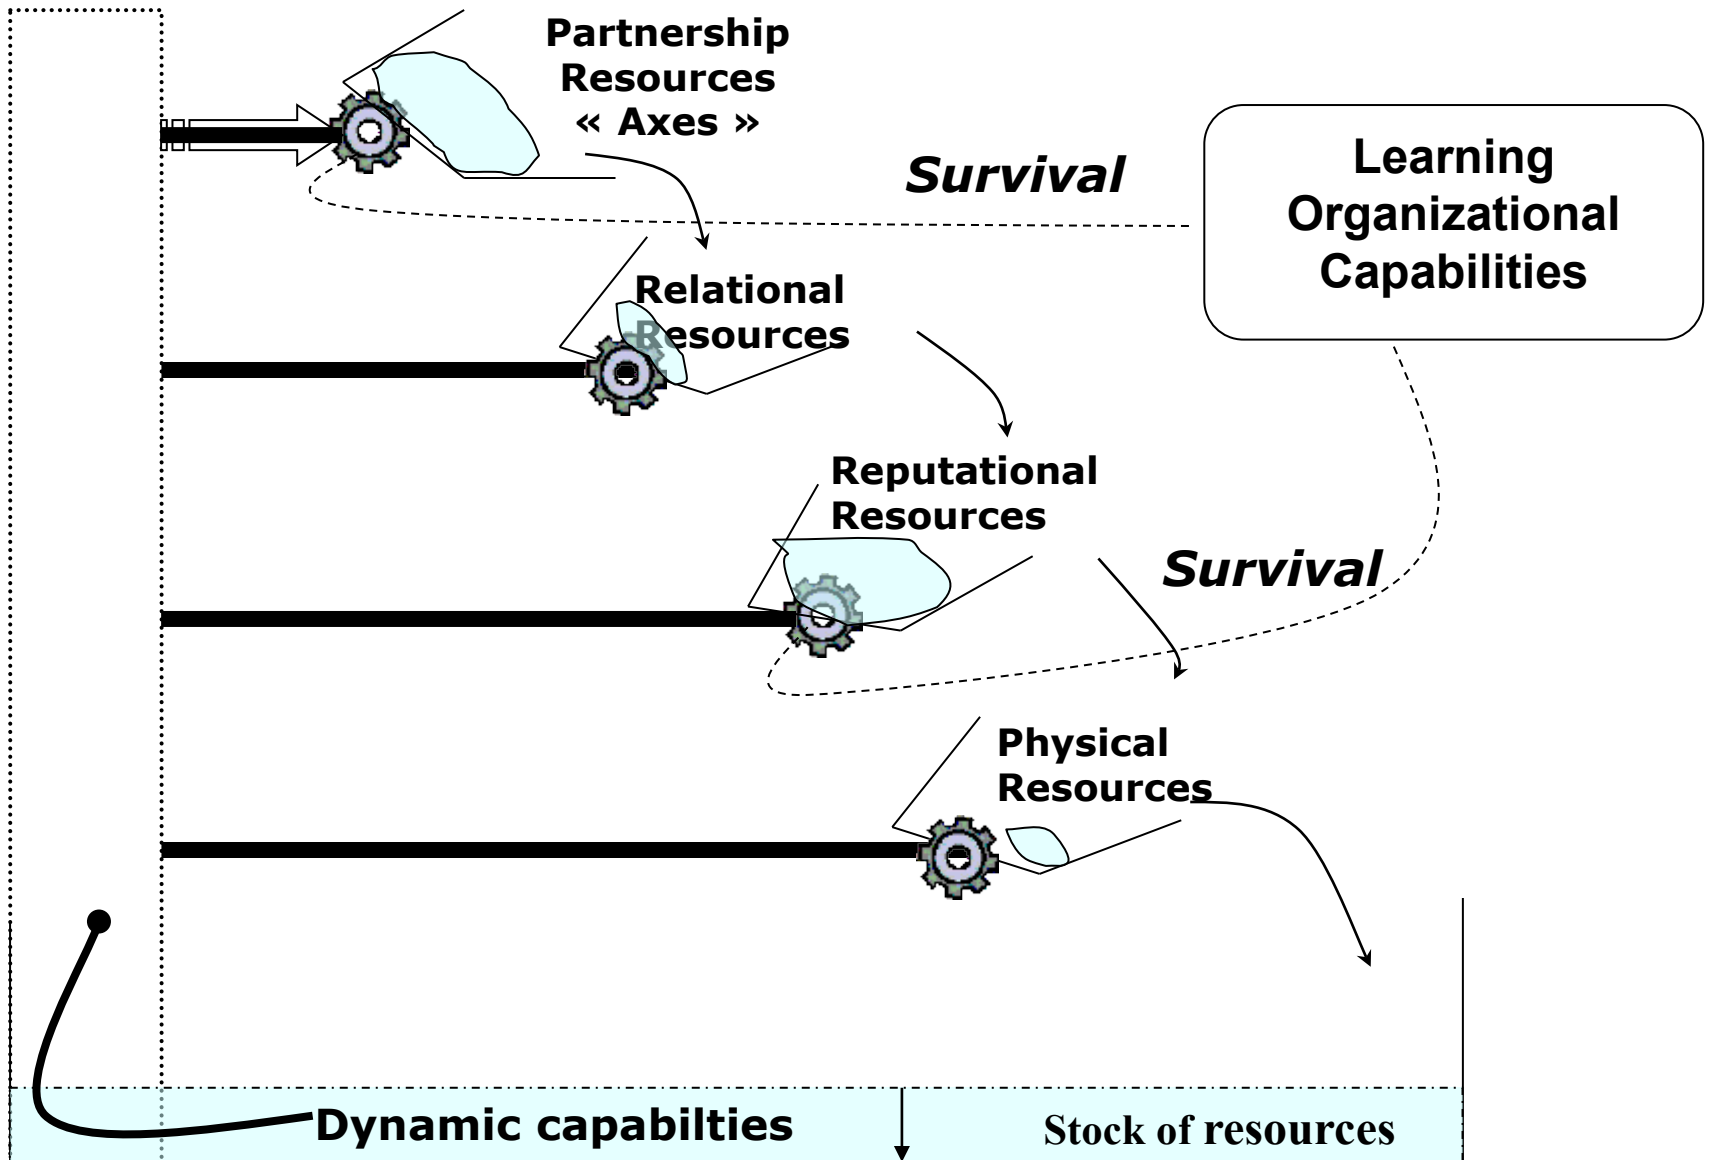 Partnership
Resources
« Axes »
Survival
Learning
Organizational
Capabilities
Relational
Resources
Reputational
Resources
Survival
Physical
Resources
Dynamic capabilties
Stock of resources